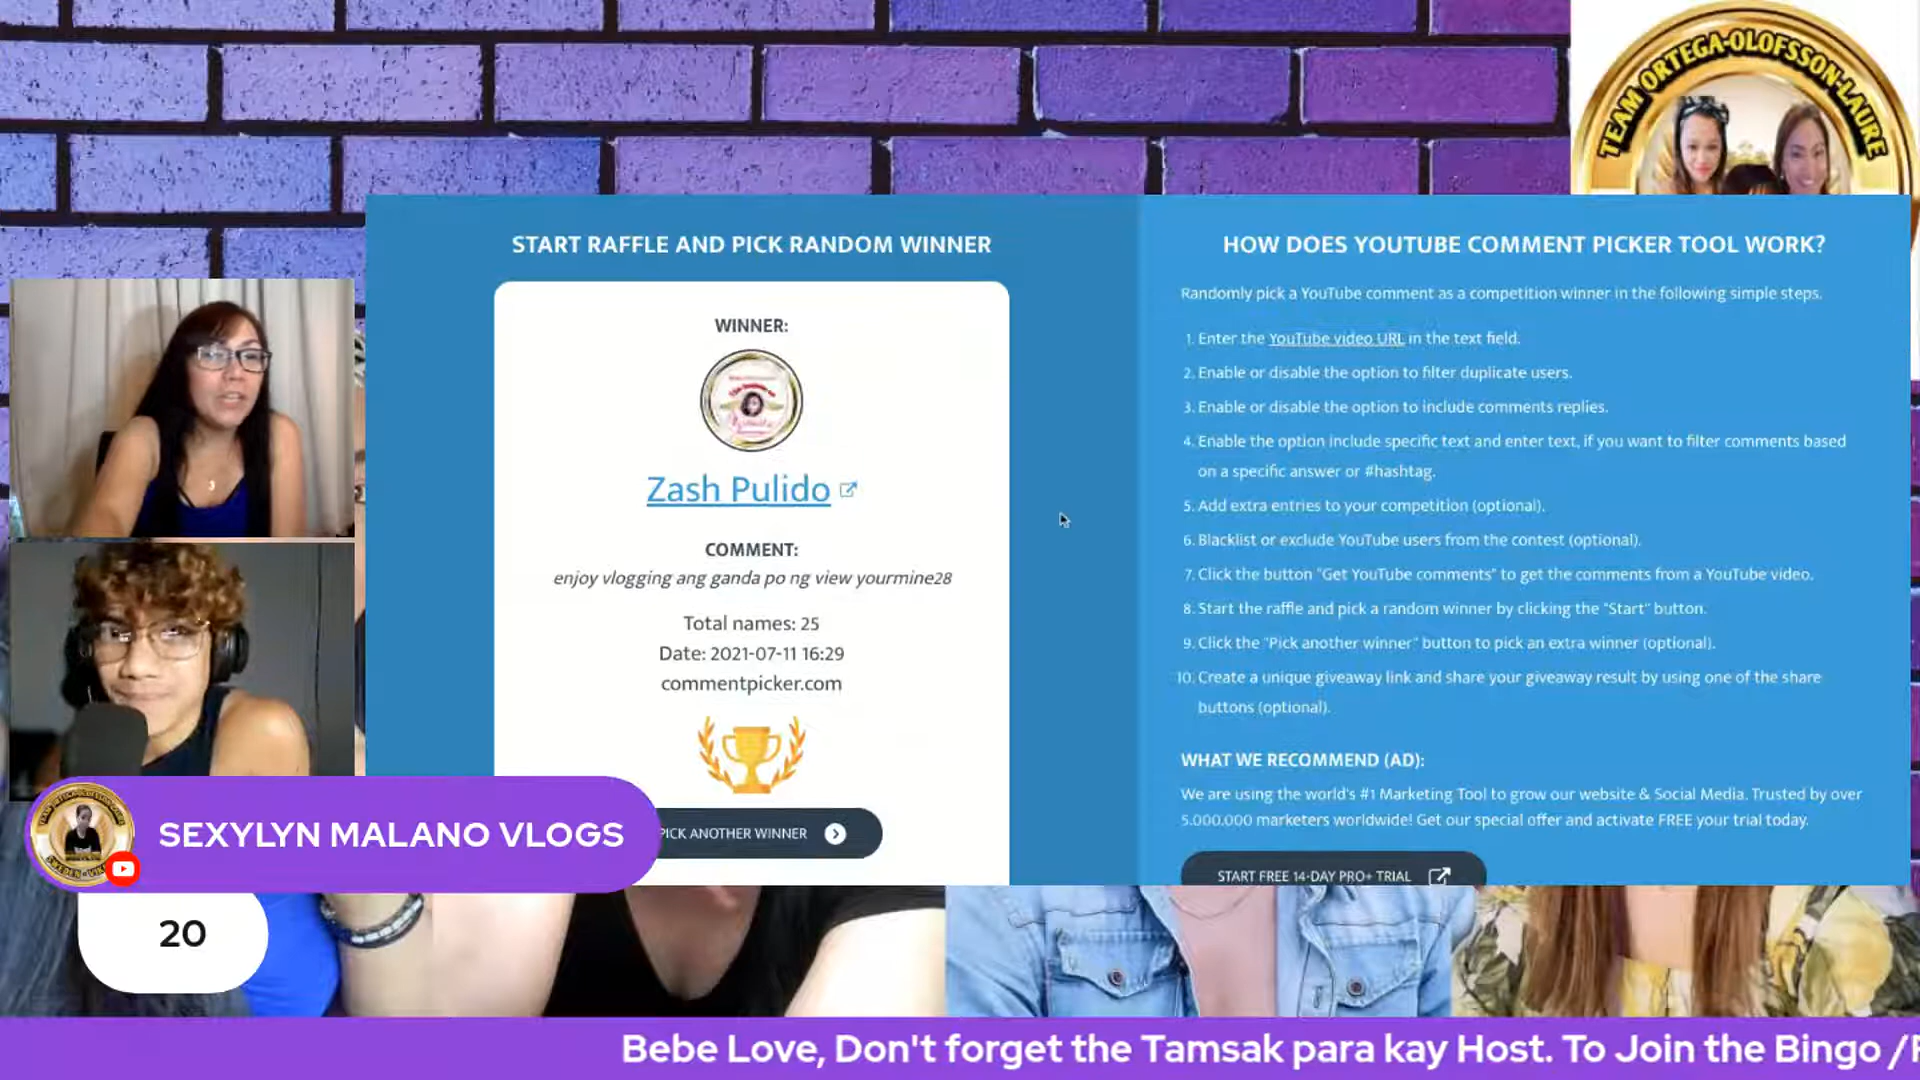 TEAM ORTEGA-OLOFSSON-LAURE
START RAFFLE AND PICK RANDOM WINNER
WINNER:
Zash Pulido
COMMENT:
enjoy vlogging ang ganda po ng view yourmine28
Total names: 25
Date: 2021-07-11 16:29
commentpicker.com
PICK ANOTHER WINNER
HOW DOES YOUTUBE COMMENT PICKER TOOL WORK?
Randomly pick a YouTube comment as a competition winner in the following simple steps.
1. Enter the YouTube video URL in the text field.
2. Enable or disable the option to filter duplicate users.
3. Enable or disable the option to include comments replies.
4. Enable the option include specific text and enter text, if you want to filter comments based
on a specific answer or #hashtag.
5. Add extra entries to your competition (optional).
6. Blacklist or exclude YouTube users from the contest (optional).
7. Click the button "Get YouTube comments" to get the comments from a YouTube video.
8. Start the raffle and pick a random winner by clicking the "Start" button.
9. Click the "Pick another winner" button to pick an extra winner (optional).
10. Create a unique giveaway link and share your giveaway result by using one of the share
buttons (optional).
WHAT WE RECOMMEND (AD):
We are using the world's #1 Marketing Tool to grow our website & Social Media. Trusted by over
5.000.000 marketers worldwide! Get our special offer and activate FREE your trial today.
START FREE 14-DAY PRO+ TRIAL
SEXYLYN MALANO VLOGS
20
Bebe Love, Don't forget the Tamsak para kay Host. To Join the Bingo /